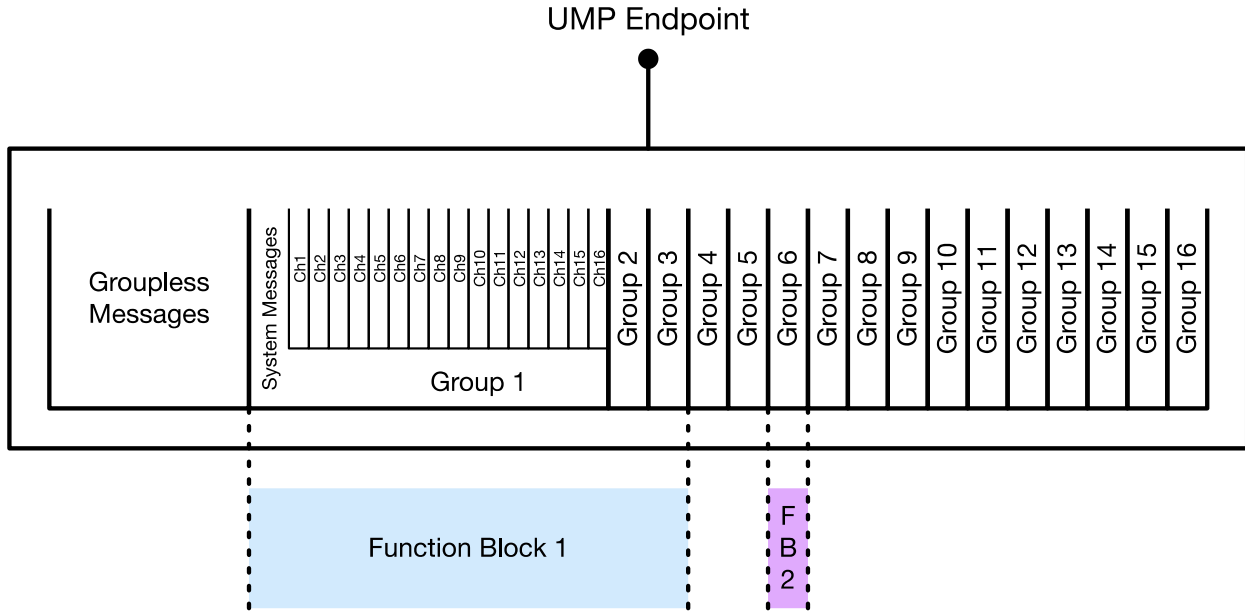 UMP Endpoint
Groupless
Messages
System Messages
Ch1
Ch2
Ch3
Ch4
Ch5
Ch6
Ch7
Ch8
Ch9
Ch10
Ch11
Ch12
Ch13
Ch14
Ch15
Ch16
Group 1
Group 2
Group 3
Group 4
Group 5
Group 6
Group 7
Group 8
Group 9
Group 10
Group 11
Group 12
Group 13
Group 14
Group 15
Group 16
Function Block 1
F
B
2